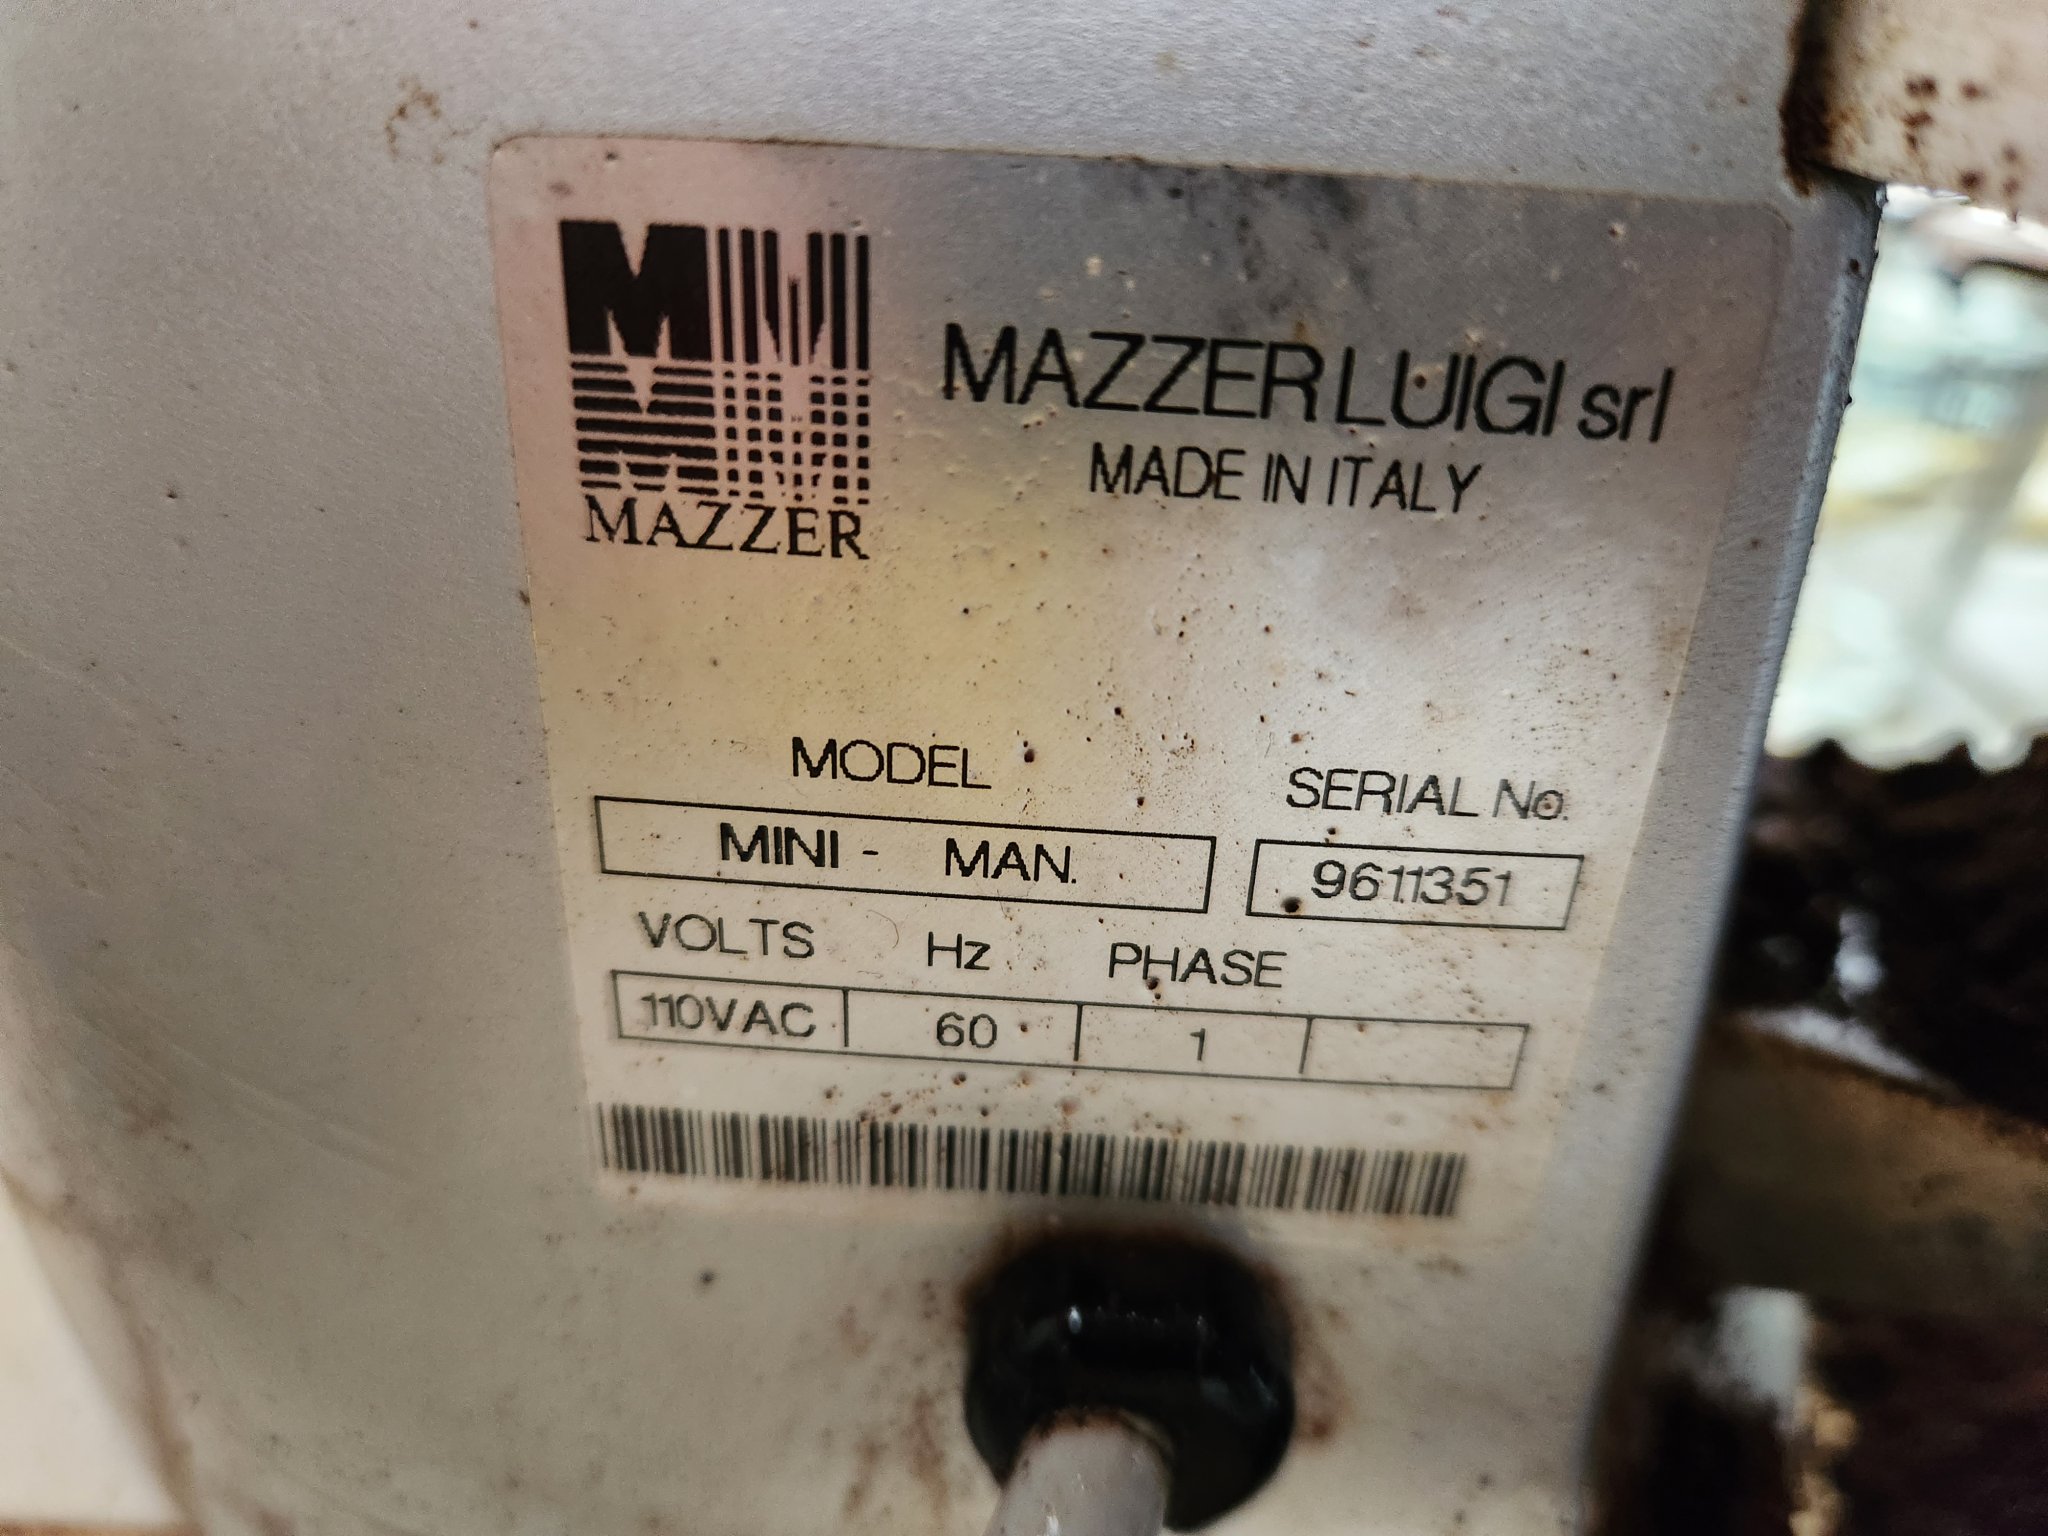 MAZZER
MAZZER LUIGI srl
MADE IN ITALY
MODEL
SERIAL No.
MINI - MAN.
9611351
VOLTS Hz PHASE
110VAC 60 1